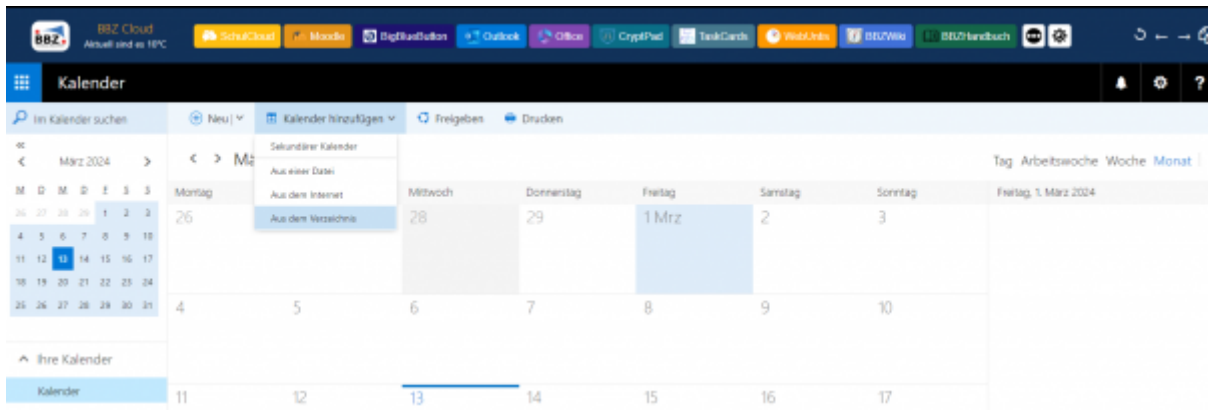 BBZ.
BBZ Cloud
Aktuell sind es 10°C
SchulCloud Moodle BigBlueButton Outlook Office CryptPad TaskCards WebUntis BBZWiki BBZHandbuch
Kalender
?
Im Kalender suchen
Neu Kalender hinzufügen Freigeben Drucken
Sekundärer Kalender
Aus einer Datei
Aus dem Internet
Aus dem Verzeichnis
März 2024
M D M D F S S
26 27 28 29 1 2 3
4 5 6 7 8 9 10
11 12 13 14 15 16 17
18 19 20 21 22 23 24
25 26 27 28 29 30 31
Ihre Kalender
Kalender
Tag Arbeitswoche Woche Monat
Montag Mittwoch Donnerstag Freitag Samstag Sonntag Freitag, 1. März 2024
26 28 29 1 Mrz 2 3
4 5 6 7 8 9 10
11 12 13 14 15 16 17